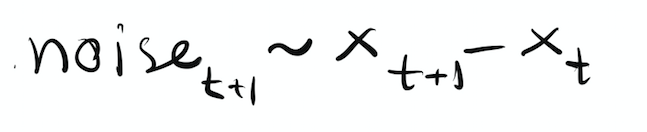 noise_{t+1} ~ x_{t+1} - x_t